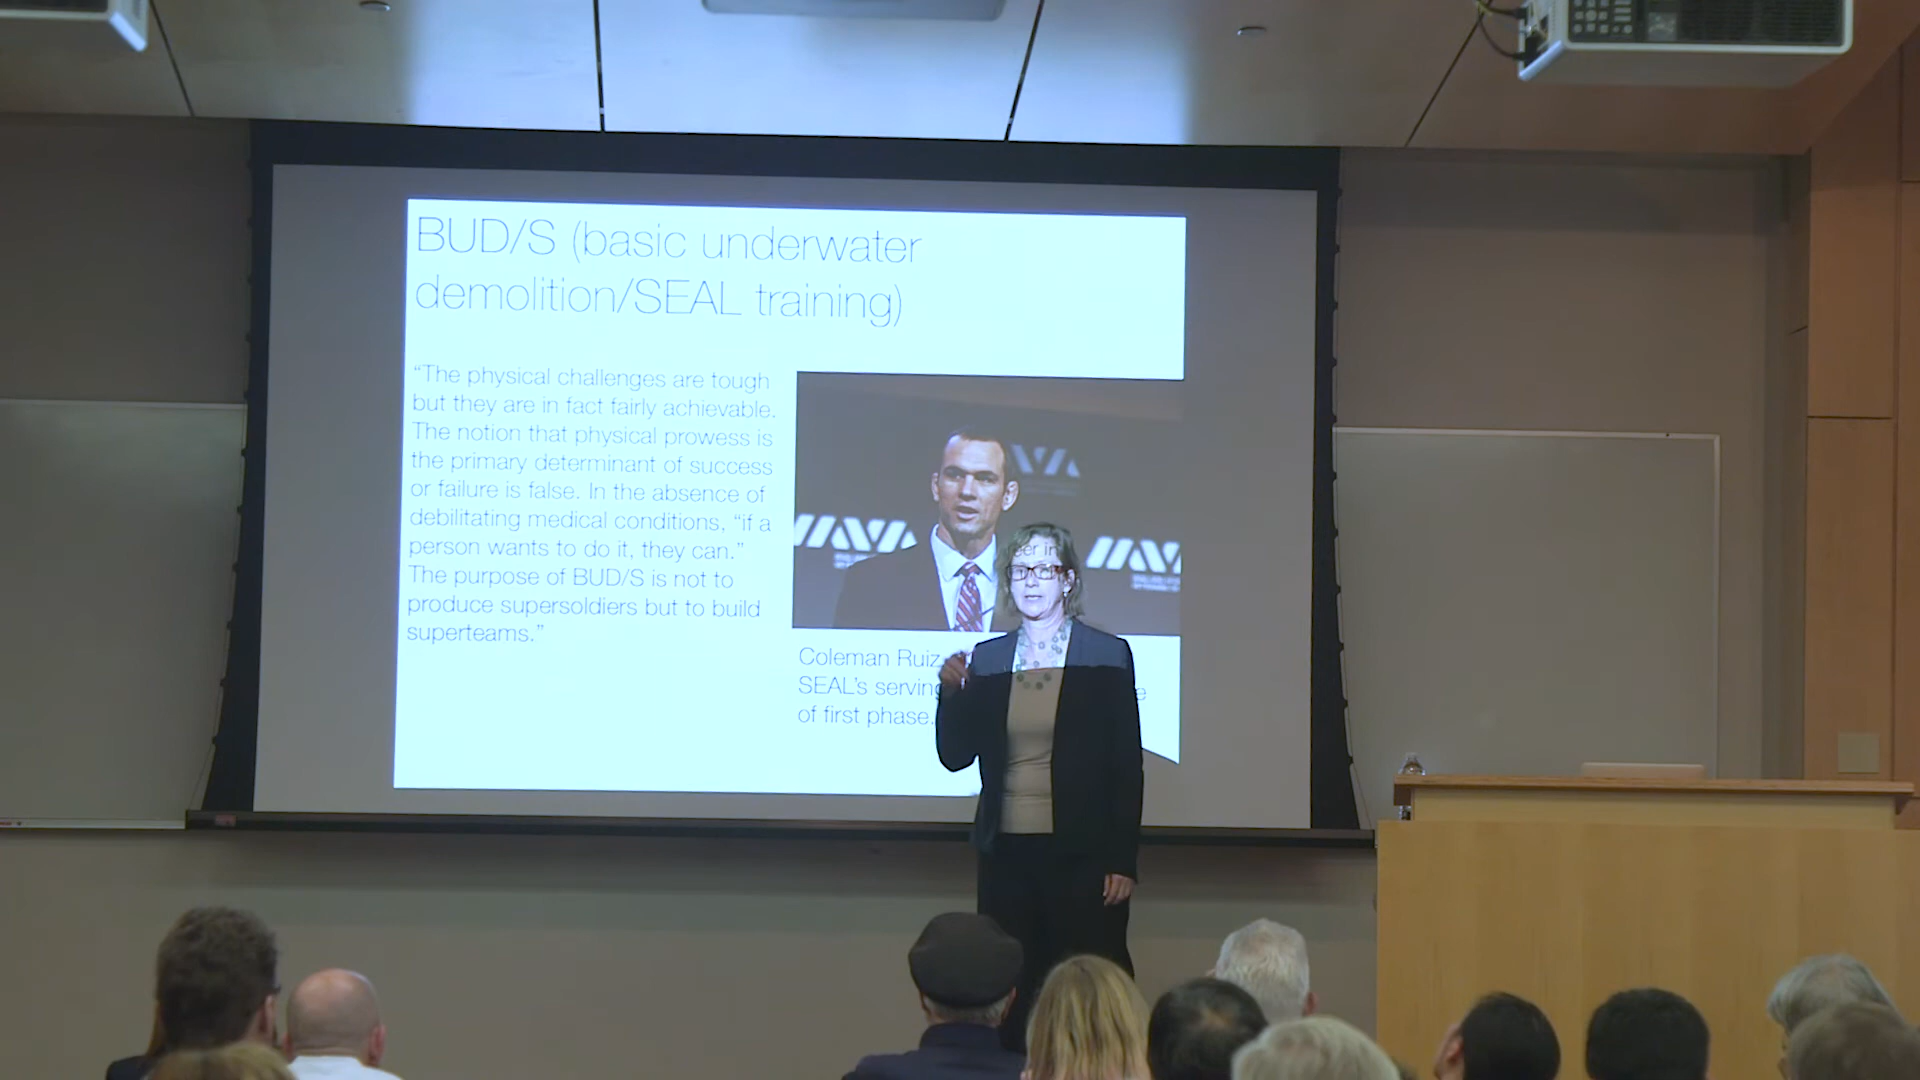 BUD/S (basic underwater
demolition/SEAL training)
“The physical challenges are tough
but they are in fact fairly achievable.
The notion that physical prowess is
the primary determinant of success
or failure is false. In the absence of
debilitating medical conditions, “if a
person wants to do it, they can.”
The purpose of BUD/S is not to
produce supersoldiers but to build
superteams.”
Coleman Ruiz
SEAL's serving
of first phase.